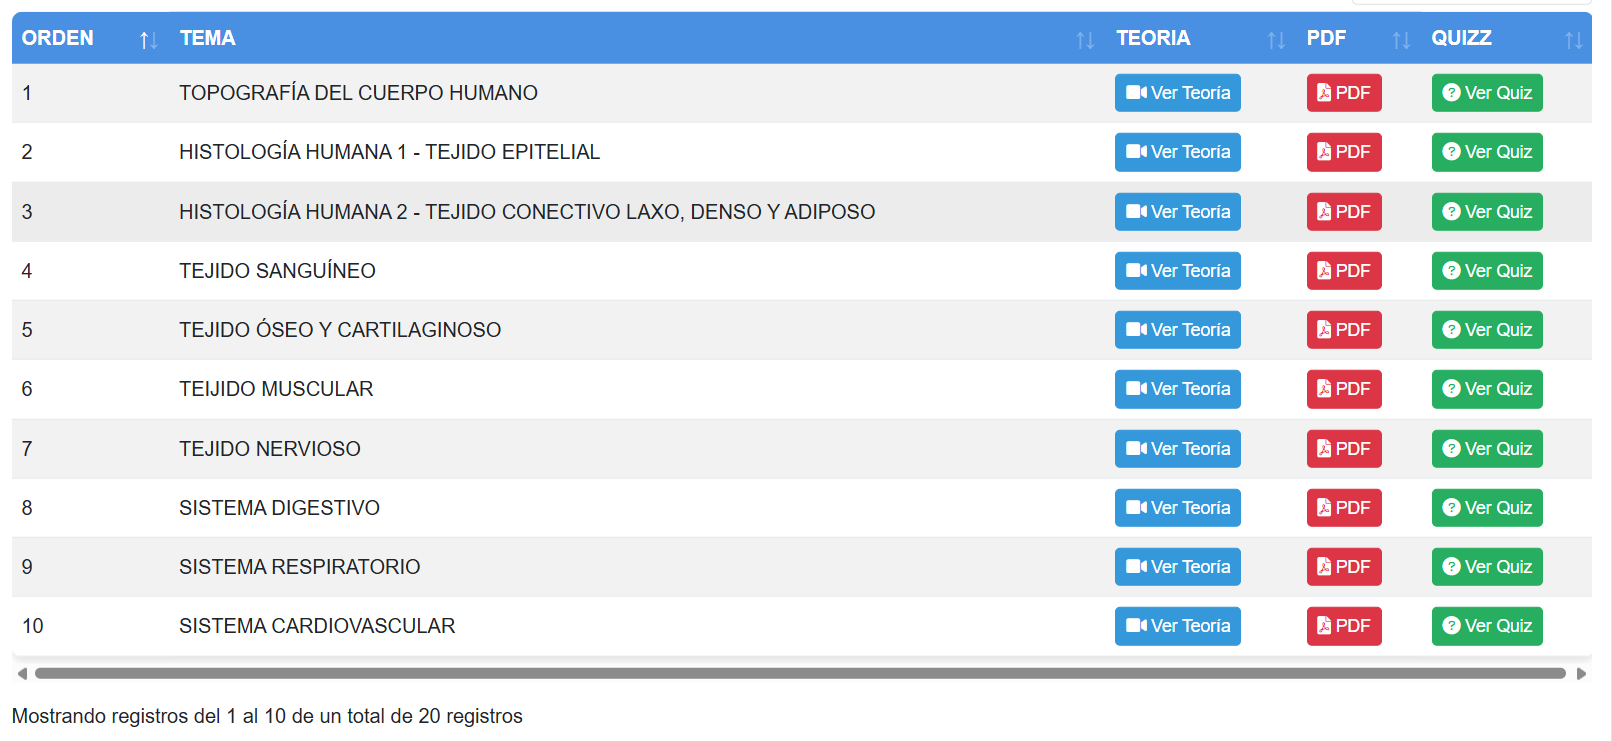 ORDEN TEMA TEORIA PDF QUIZZ
1 TOPOGRAFÍA DEL CUERPO HUMANO Ver Teoría PDF Ver Quiz
2 HISTOLOGÍA HUMANA 1 - TEJIDO EPITELIAL Ver Teoría PDF Ver Quiz
3 HISTOLOGÍA HUMANA 2 - TEJIDO CONECTIVO LAXO, DENSO Y ADIPOSO Ver Teoría PDF Ver Quiz
4 TEJIDO SANGUÍNEO Ver Teoría PDF Ver Quiz
5 TEJIDO ÓSEO Y CARTILAGINOSO Ver Teoría PDF Ver Quiz
6 TEIJIDO MUSCULAR Ver Teoría PDF Ver Quiz
7 TEJIDO NERVIOSO Ver Teoría PDF Ver Quiz
8 SISTEMA DIGESTIVO Ver Teoría PDF Ver Quiz
9 SISTEMA RESPIRATORIO Ver Teoría PDF Ver Quiz
10 SISTEMA CARDIOVASCULAR Ver Teoría PDF Ver Quiz
Mostrando registros del 1 al 10 de un total de 20 registros